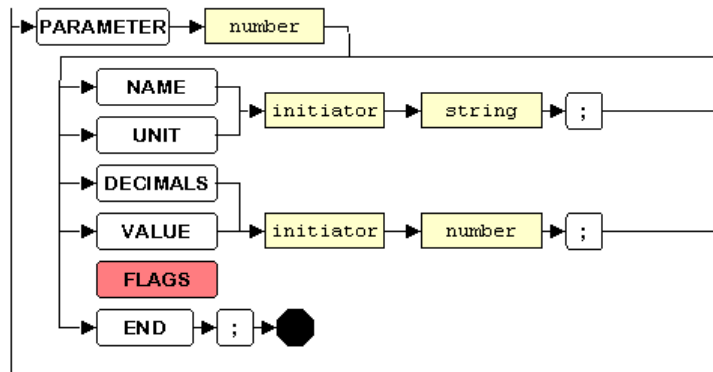 PARAMETER number
NAME
initiator string ;
UNIT
DECIMALS
VALUE initiator number ;
FLAGS
END ;